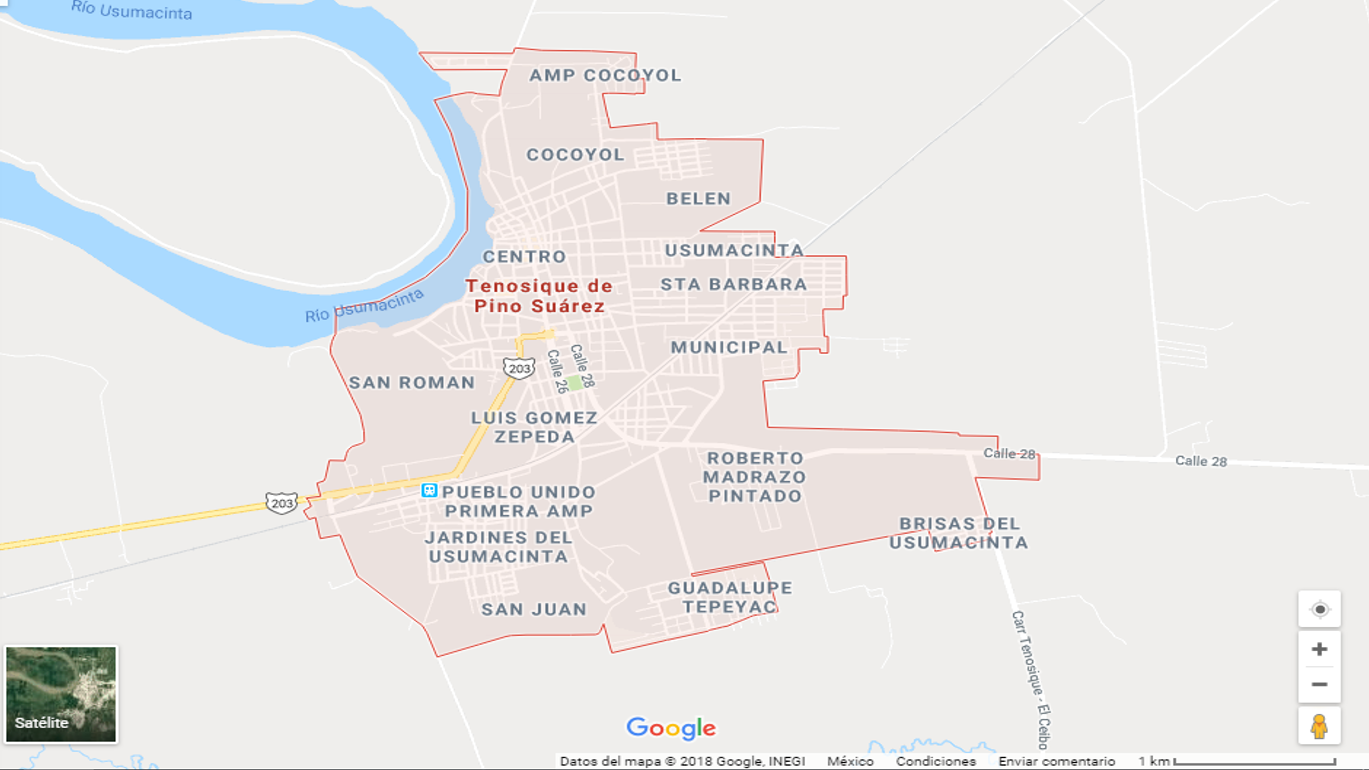 Río Usumacinta
AMP COCOYOL
COCOYOL
BELEN
CENTRO
USUMACINTA
Tenosique de
Pino Suárez
STA BARBARA
Río Usumacinta
MUNICIPAL
203
Calle 26
Calle 28
SAN ROMAN
LUIS GOMEZ
ZEPEDA
Calle 28
Calle 28
ROBERTO
MADRAZO
PINTADO
203
PUEBLO UNIDO
PRIMERA AMP
BRISAS DEL
USUMACINTA
JARDINES DEL
USUMACINTA
GUADALUPE
TEPEYAC
SAN JUAN
Carr Tenosique - El Ceibo
Satélite
Google
Datos del mapa © 2018 Google, INEGI México Condiciones Enviar comentario 1 km